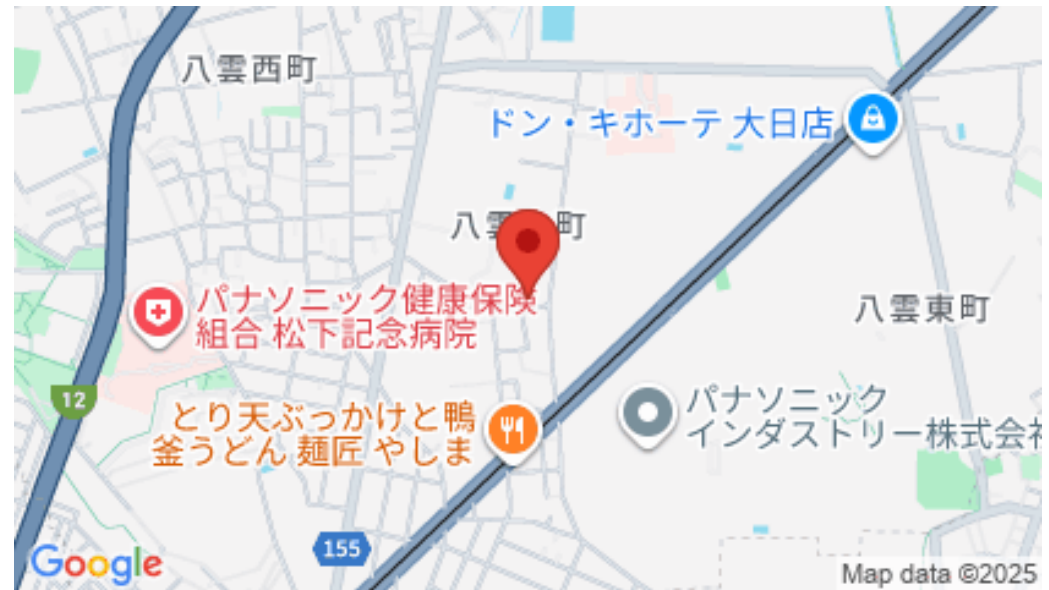 八雲西町
ドン・キホーテ 大日店
八雲 町
パナソニック健康保険
組合 松下記念病院
八雲東町
12
とり天ぶっかけと鴨
釜うどん 麺匠 やしま
パナソニック
インダストリー株式会社
155
Google
Map data ©2025